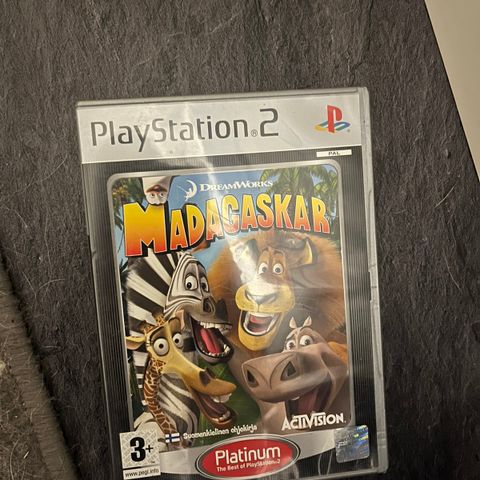 PlayStation®2
PAL
DREAMWORKS
MADAGASKAR
Suomenkielinen ohjekirja
ACTIVISION
3+
www.pegi.info
Platinum
The Best of PlayStation®2